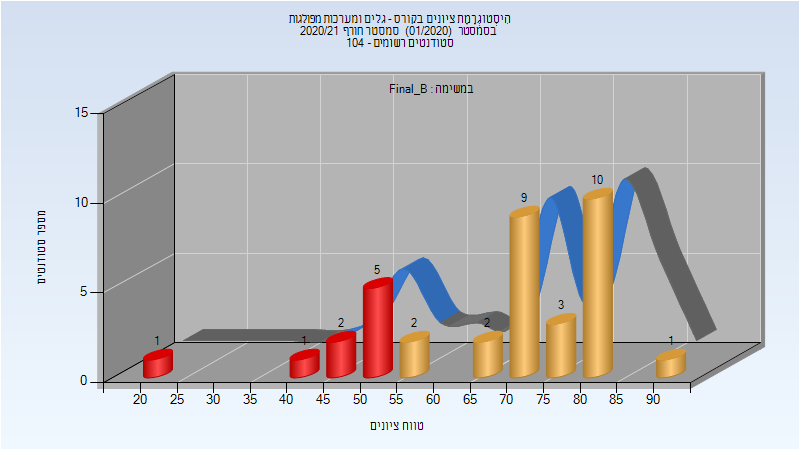 היסטוגרמת ציונים בקורס - גלים ומערכות מפולגות
בסמסטר (01/2020) סמסטר חורף 2020/21
סטודנטים רשומים - 104
במשימה : Final_B
מספר סטודנטים
15
10
5
0
1
1
2
5
2
2
9
3
10
1
20 25 30 35 40 45 50 55 60 65 70 75 80 85 90
טווח ציונים